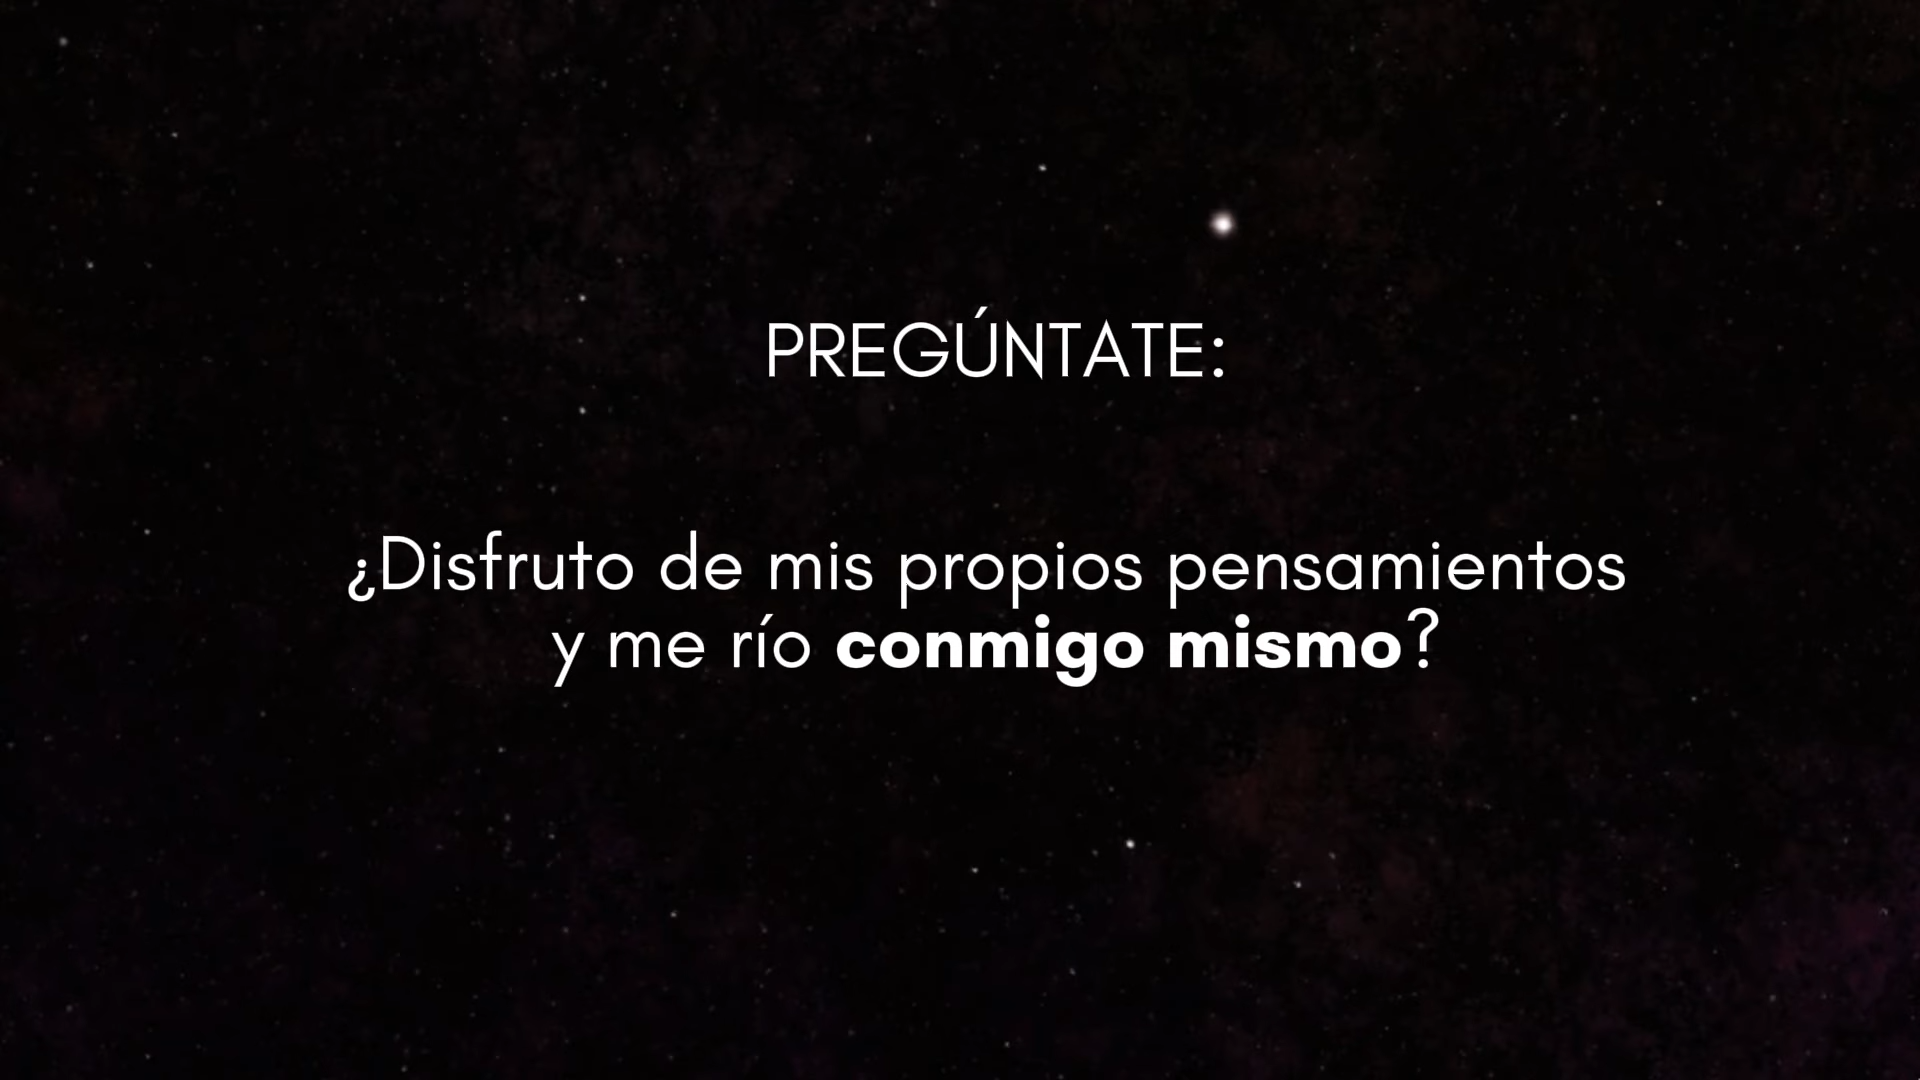 PREGÚNTATE:
¿Disfruto de mis propios pensamientos
y me río conmigo mismo?